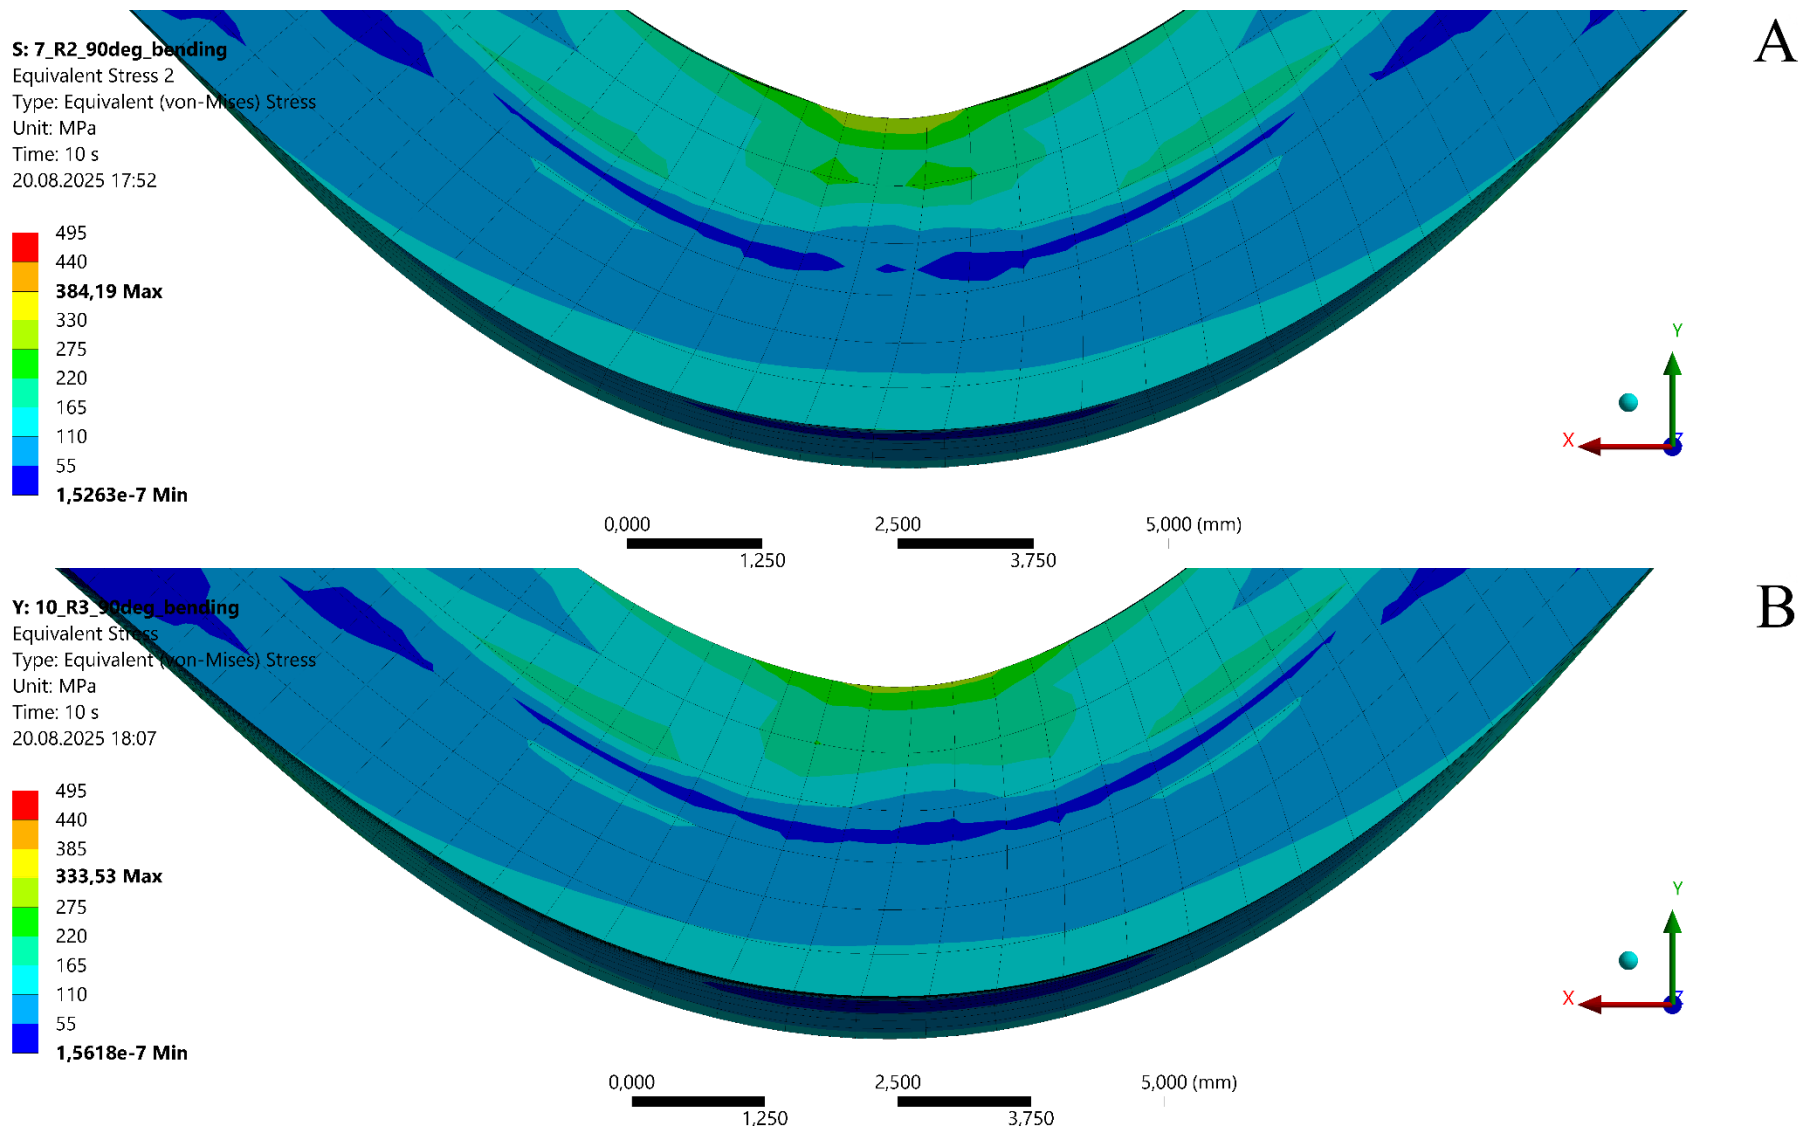 A
S: 7_R2_90deg_bending
Equivalent Stress 2
Type: Equivalent (von-Mises) Stress
Unit: MPa
Time: 10 s
20.08.2025 17:52
495
440
384,19 Max
330
275
220
165
110
55
1,5263e-7 Min
Y
X
Z
0,000 2,500 5,000 (mm)
1,250 3,750
B
Y: 10_R3_90deg_bending
Equivalent Stress
Type: Equivalent (von-Mises) Stress
Unit: MPa
Time: 10 s
20.08.2025 18:07
495
440
385
333,53 Max
275
220
165
110
55
1,5618e-7 Min
Y
X
Z
0,000 2,500 5,000 (mm)
1,250 3,750